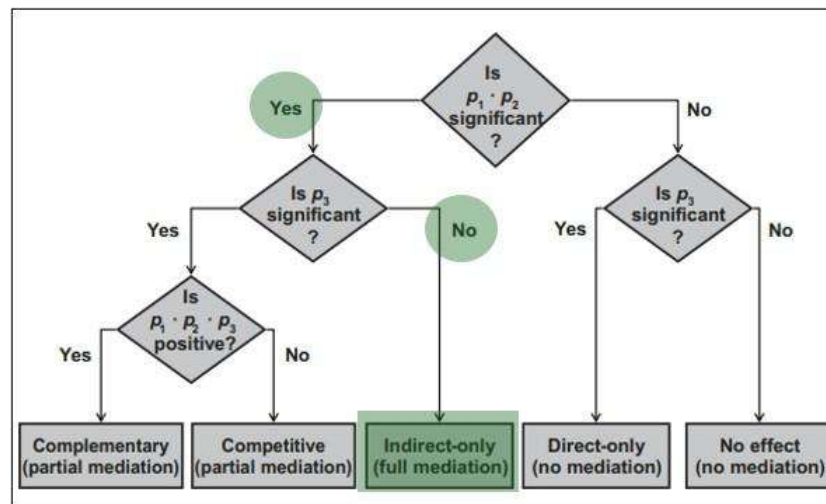 Is
p₁ · p₂
significant
?
Yes
No
Is p₃
significant
?
Is p₃
significant
?
Yes
No
Yes
No
Is
p₁ · p₂ · p₃
positive?
Yes
No
Complementary
(partial mediation)
Competitive
(partial mediation)
Indirect-only
(full mediation)
Direct-only
(no mediation)
No effect
(no mediation)